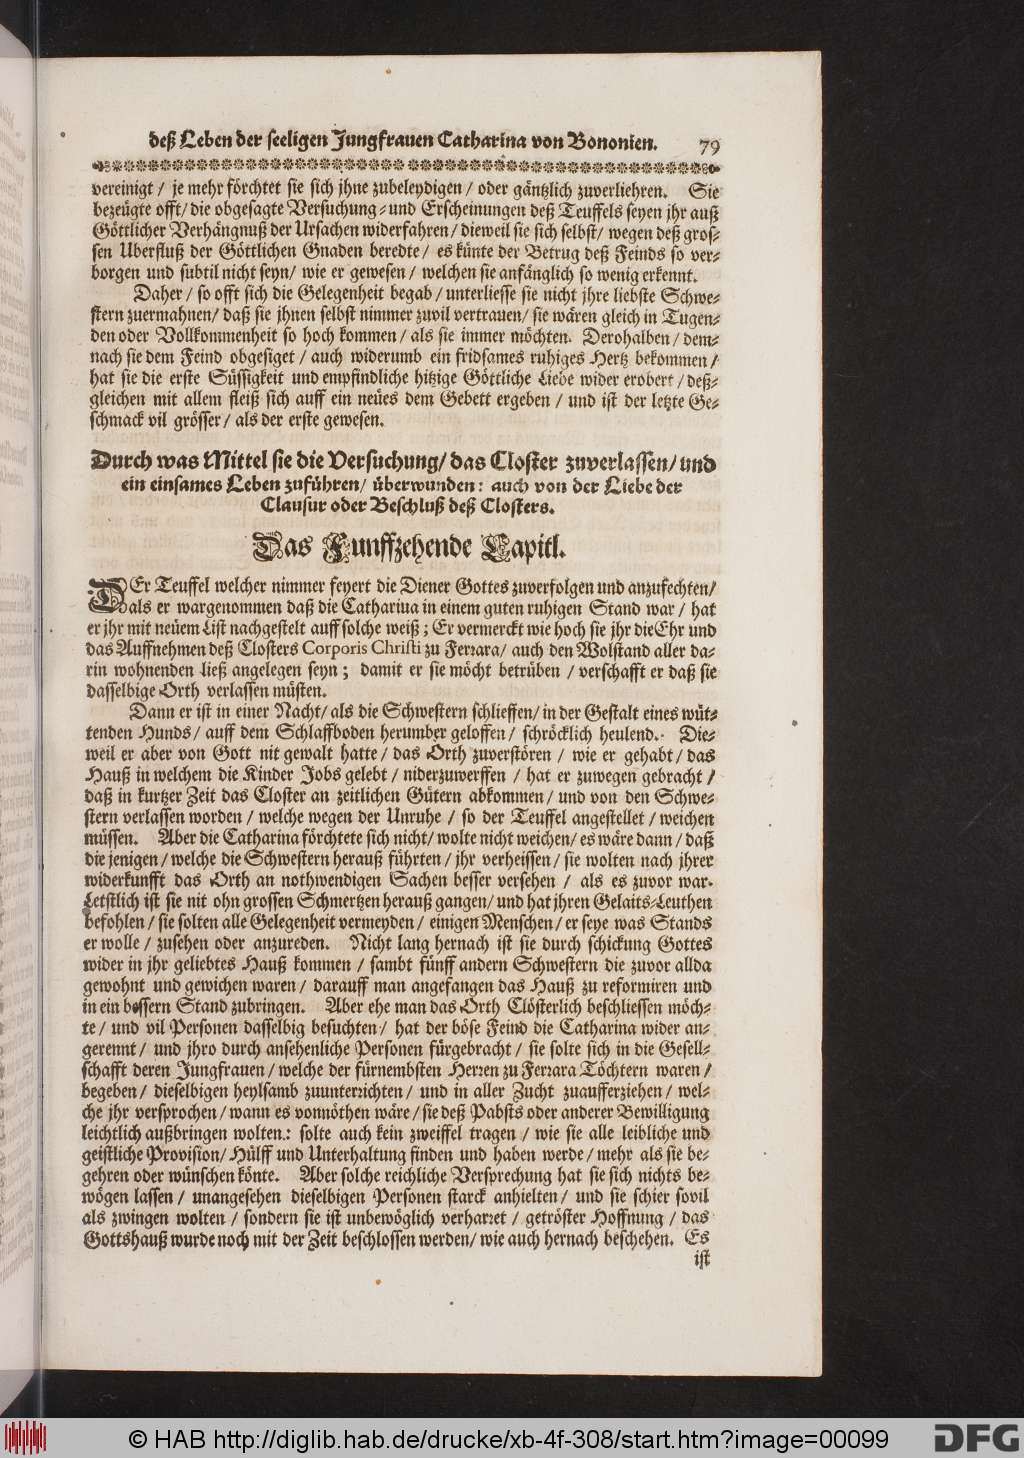 deß Leben der seeligen Jungfrauen Catharina von Bononien. 79
vereinigt / je mehr förchtet sie sich jhne zubeleydigen / oder gäntzlich zuverliehren. Sie
bezeügte offt / die obgesagte Versuchung- und Erscheinungen deß Teuffels seyen jhr auß
Göttlicher Verhängnuß der Ursachen widerfahren / dieweil sie sich selbst / wegen deß gros-
sen Uberfluß der Göttlichen Gnaden beredte / es künte der Betrug deß Feinds so ver-
borgen und subtil nicht seyn / wie er gewesen / welchen sie anfänglich so wenig erkennt.
Daher / so offt sich die Gelegenheit begab / unterliesse sie nicht jhre liebste Schwe-
stern zuermahnen / daß sie jhnen selbst nimmer zuvil vertrauen / sie wären gleich in Tugen-
den oder Vollkommenheit so hoch kommen / als sie immer möchten. Derohalben / dem-
nach sie dem Feind obgesiget / auch widerumb ein fridsames ruhiges Hertz bekommen /
hat sie die erste Süssigkeit und empfindliche hitzige Göttliche Liebe wider erobert / deß-
gleichen mit allem fleiß sich auff ein neües dem Gebett ergeben / und ist der letzte Ge-
schmack vil grösser / als der erste gewesen.
Durch was Mittel sie die Versuchung / das Closter zuverlassen / und
ein einsames Leben zuführen / überwunden: auch von der Liebe der
Clausur oder Beschluß deß Closters.
Das Funffzehende Capitl.
DEr Teuffel welcher nimmer feyert die Diener Gottes zuverfolgen und anzufechten /
als er wargenommen daß die Catharina in einem guten ruhigen Stand war / hat
er jhr mit neüem List nachgestelt auff solche weiß; Er vermerckt wie hoch sie jhr die Ehr und
das Auffnehmen deß Closters Corporis Christi zu Ferrara / auch den Wolstand aller da-
rin wohnenden ließ angelegen seyn; damit er sie möcht betrüben / verschafft er daß sie
dasselbige Orth verlassen müsten.
Dann er ist in einer Nacht / als die Schwestern schlieffen / in der Gestalt eines wüt-
tenden Hunds / auff dem Schlaffboden herumber geloffen / schröcklich heulend. Die-
weil er aber von Gott nit gewalt hatte / das Orth zuverstören / wie er gehabt / das
Hauß in welchem die Kinder Jobs gelebt / niderzuwerffen / hat er zuwegen gebracht /
daß in kurtzer Zeit das Closter an zeitlichen Gütern abkommen / und von den Schwe-
stern verlassen worden / welche wegen der Unruhe / so der Teuffel angestellet / weichen
müssen. Aber die Catharina förchtete sich nicht / wolte nicht weichen / es wäre dann / daß
die jenigen / welche die Schwestern herauß führten / jhr verheissen / sie wolten nach jhrer
widerkunfft das Orth an nothwendigen Sachen besser versehen / als es zuvor war.
Letstlich ist sie nit ohn grossen Schmertzen herauß gangen / und hat jhren Gelaits-Leuthen
befohlen / sie solten alle Gelegenheit vermeyden / einigen Menschen / er seye was Stands
er wolle / zusehen oder anzureden. Nicht lang hernach ist sie durch schickung Gottes
wider in jhr geliebtes Hauß kommen / sambt fünff andern Schwestern die zuvor allda
gewohnt und gewichen waren / darauff man angefangen das Hauß zu reformiren und
in ein bessern Stand zubringen. Aber ehe man das Orth Clösterlich beschliessen möch-
te / und vil Personen dasselbig besuchten / hat der böse Feind die Catharina wider an-
gerennt / und jhro durch ansehenliche Personen fürgebracht / sie solte sich in die Gesell-
schafft deren Jungfrauen / welche der fürnembsten Herren zu Ferrara Töchtern waren /
begeben / dieselbigen heylsamb zuunterrichten / und in aller Zucht zuaufferziehen / wel-
che jhr versprochen / wann es vonnöthen wäre / sie deß Pabsts oder anderer Bewilligung
leichtlich außbringen wolten.: solte auch kein zweiffel tragen / wie sie alle leibliche und
geistliche Provision / Hülff und Unterhaltung finden und haben werde / mehr als sie be-
gehren oder wünschen könte. Aber solche reichliche Versprechung hat sie sich nichts be-
wögen lassen / unangesehen dieselbigen Personen starck anhielten / und sie schier sovil
als zwingen wolten / sondern sie ist unbewöglich verharret / getröster Hoffnung / das
Gottshauß wurde noch mit der Zeit beschlossen werden / wie auch hernach beschehen. Es
ist
© HAB http://diglib.hab.de/drucke/xb-4f-308/start.htm?image=00099
DFG